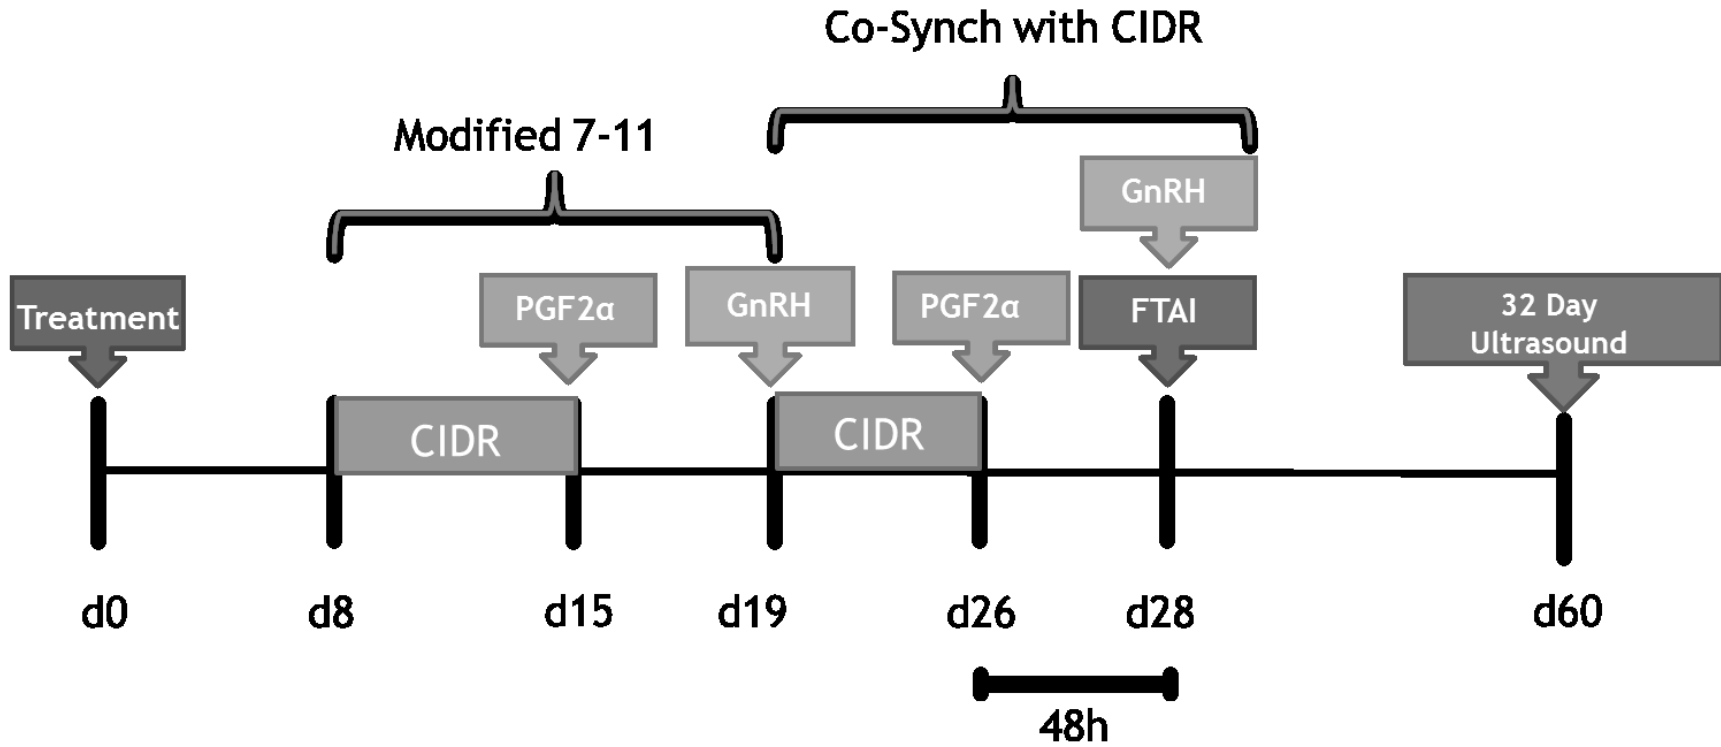 Co-Synch with CIDR
Modified 7-11
GnRH
Treatment
PGF2α
GnRH
PGF2α
FTAI
32 Day
Ultrasound
CIDR
CIDR
d0
d8
d15
d19
d26
d28
d60
48h